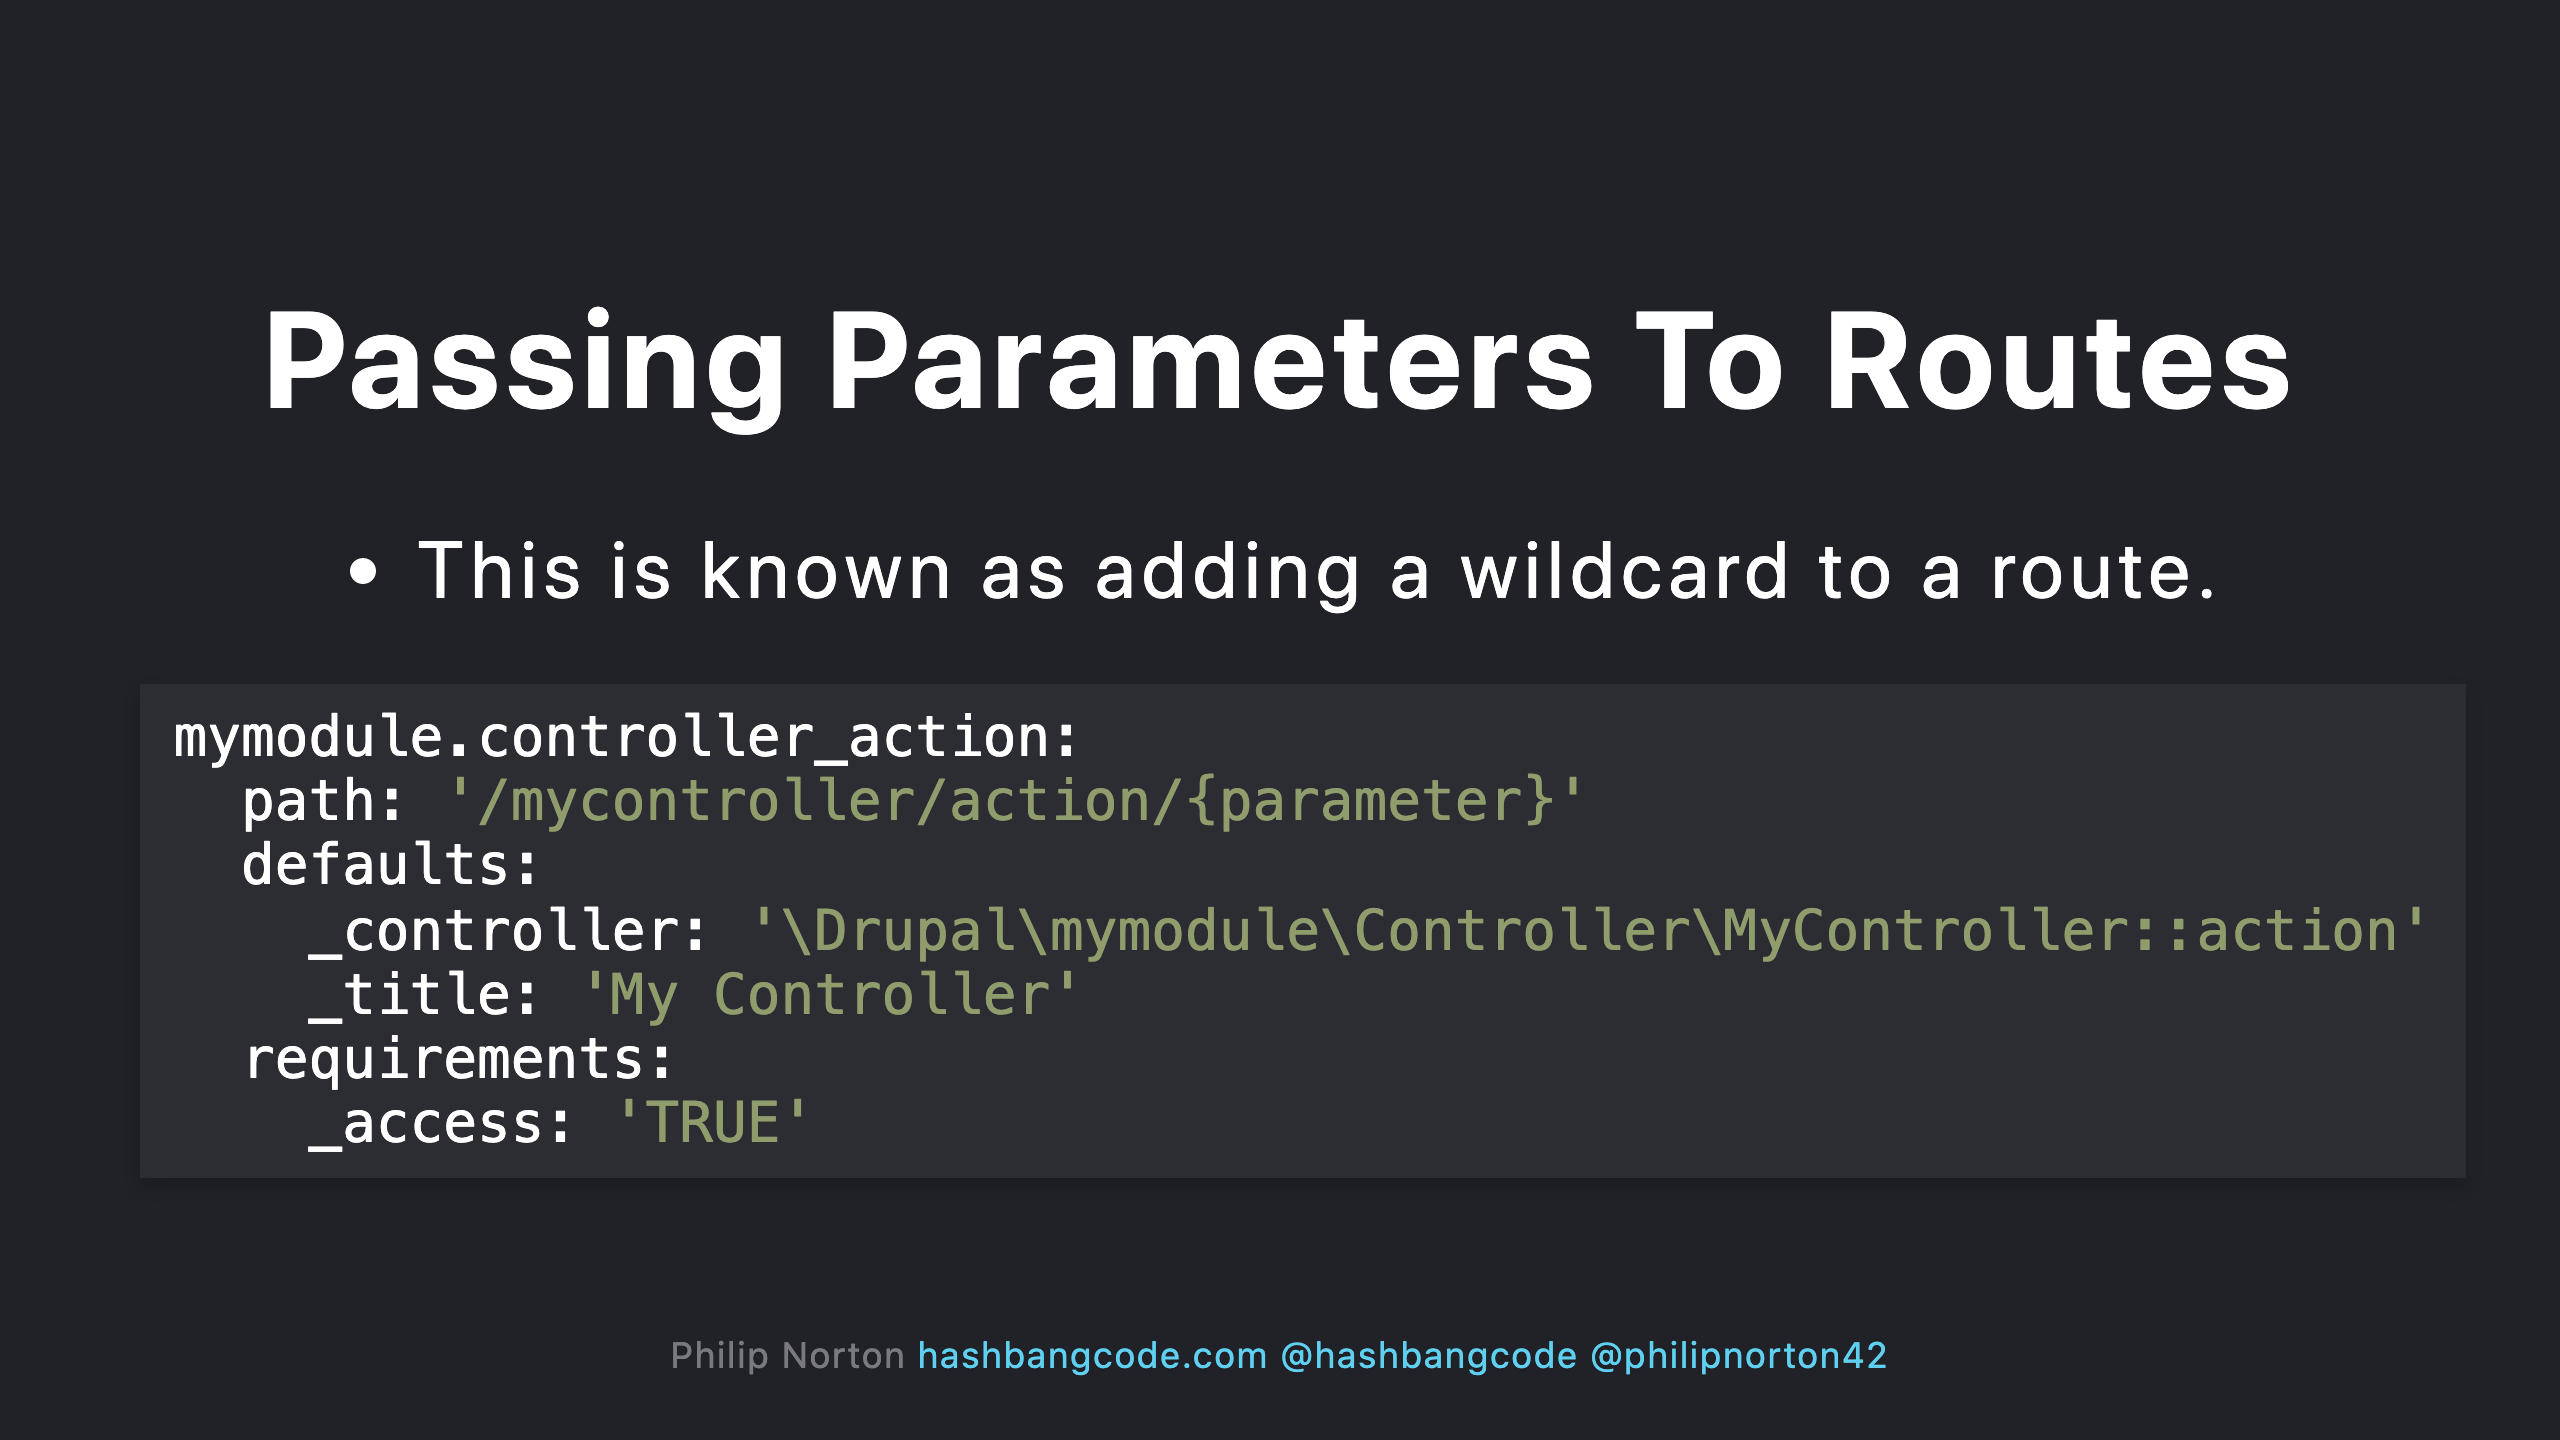 Passing Parameters To Routes
• This is known as adding a wildcard to a route.
mymodule.controller_action:
  path: '/mycontroller/action/{parameter}'
  defaults:
    _controller: '\Drupal\mymodule\Controller\MyController::action'
    _title: 'My Controller'
  requirements:
    _access: 'TRUE'
Philip Norton hashbangcode.com @hashbangcode @philipnorton42